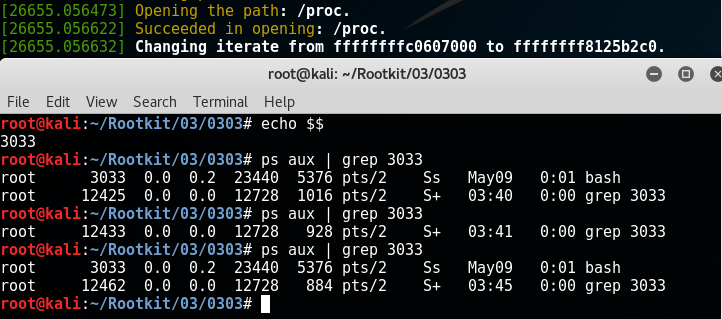 [26655.056473] Opening the path: /proc.
[26655.056622] Succeeded in opening: /proc.
[26655.056632] Changing iterate from ffffffffc0607000 to ffffffff8125b2c0.
root@kali: ~/Rootkit/03/0303
File Edit View Search Terminal Help
root@kali:~/Rootkit/03/0303# echo $$
3033
root@kali:~/Rootkit/03/0303# ps aux | grep 3033
root      3033  0.0  0.2  23440  5376 pts/2    Ss   May09   0:01 bash
root     12425  0.0  0.0  12728  1016 pts/2    S+   03:40   0:00 grep 3033
root@kali:~/Rootkit/03/0303# ps aux | grep 3033
root     12433  0.0  0.0  12728   928 pts/2    S+   03:41   0:00 grep 3033
root@kali:~/Rootkit/03/0303# ps aux | grep 3033
root      3033  0.0  0.2  23440  5376 pts/2    Ss   May09   0:01 bash
root     12462  0.0  0.0  12728   884 pts/2    S+   03:45   0:00 grep 3033
root@kali:~/Rootkit/03/0303#